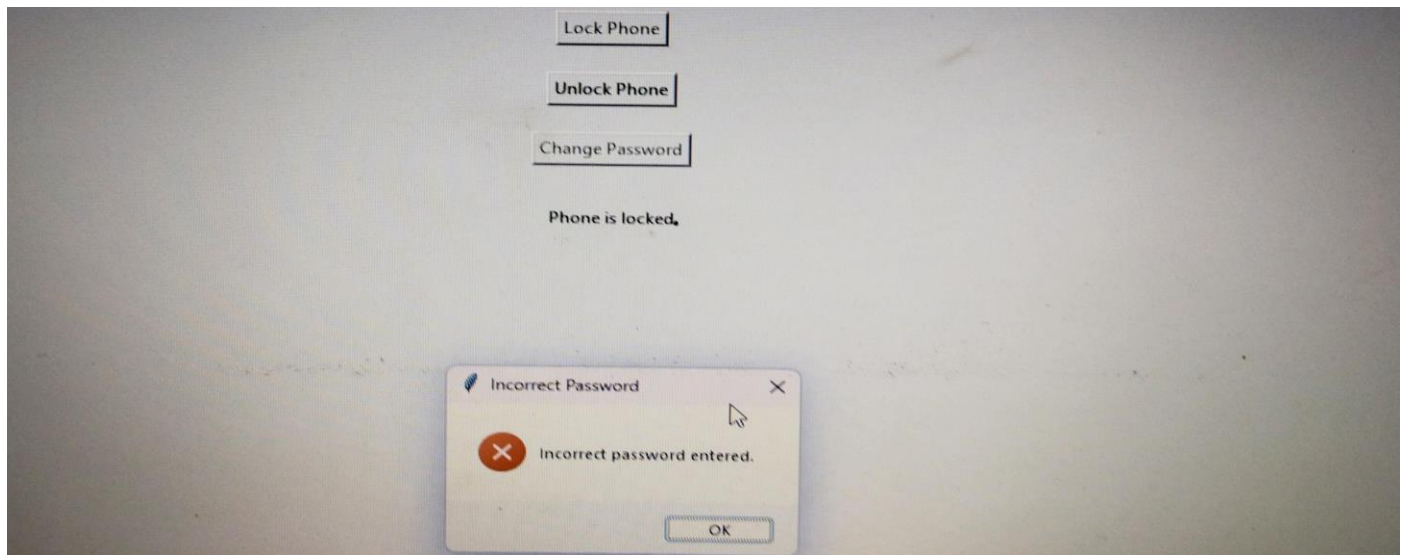 Lock Phone
Unlock Phone
Change Password
Phone is locked.
Incorrect Password
Incorrect password entered.
OK